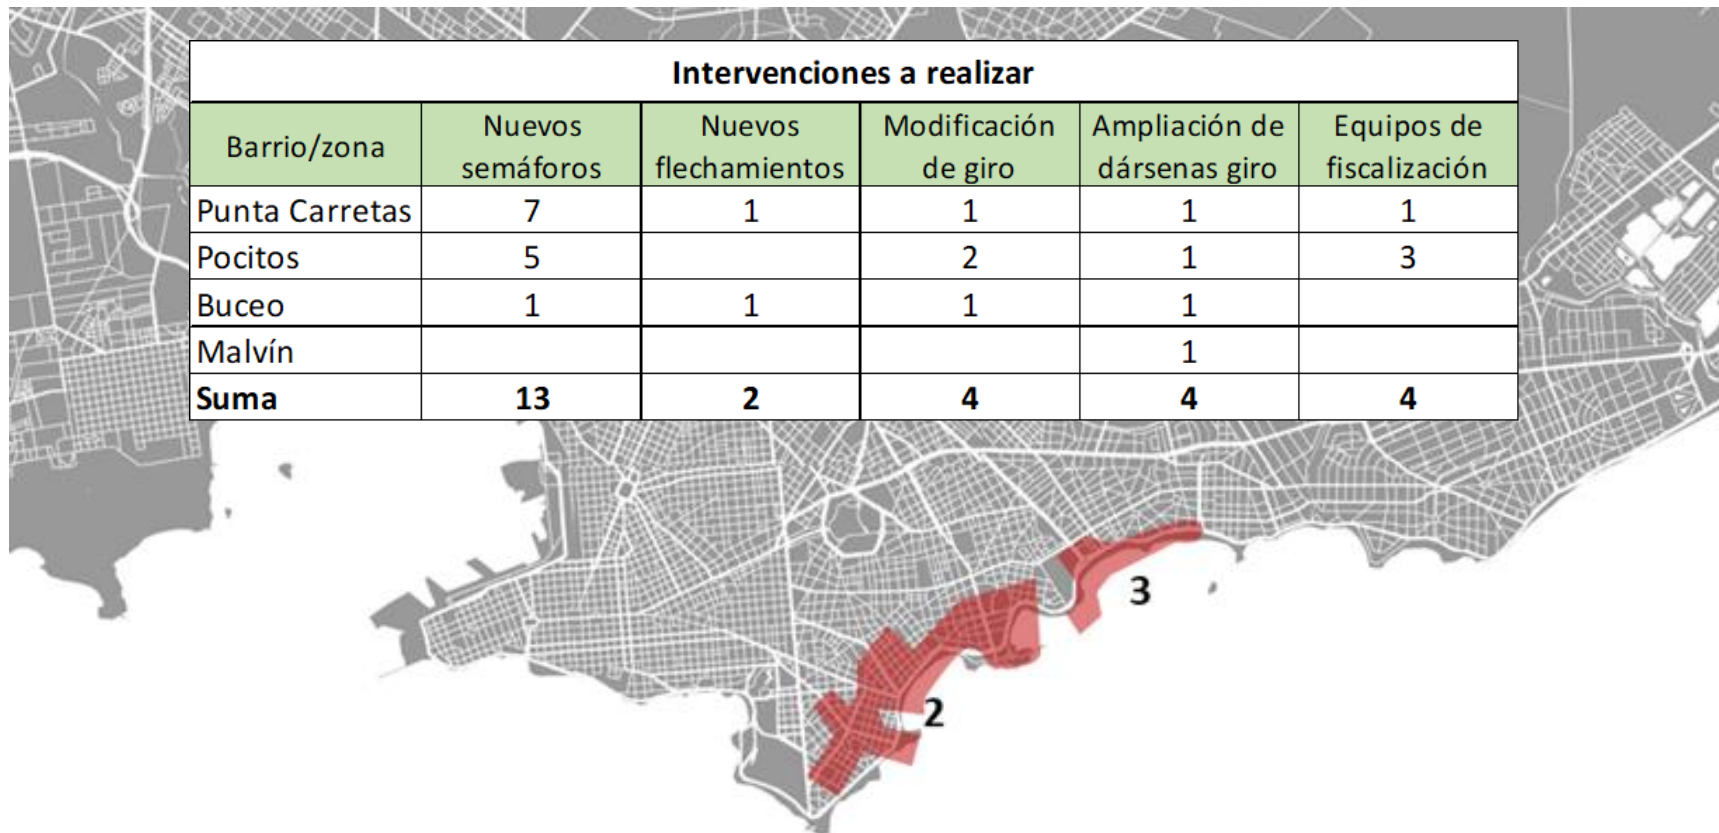 Intervenciones a realizar
Barrio/zona Nuevos semáforos Nuevos flechamientos Modificación de giro Ampliación de dársenas giro Equipos de fiscalización
Punta Carretas 7 1 1 1 1
Pocitos 5 2 1 3
Buceo 1 1 1 1
Malvín 1
Suma 13 2 4 4 4
3
2